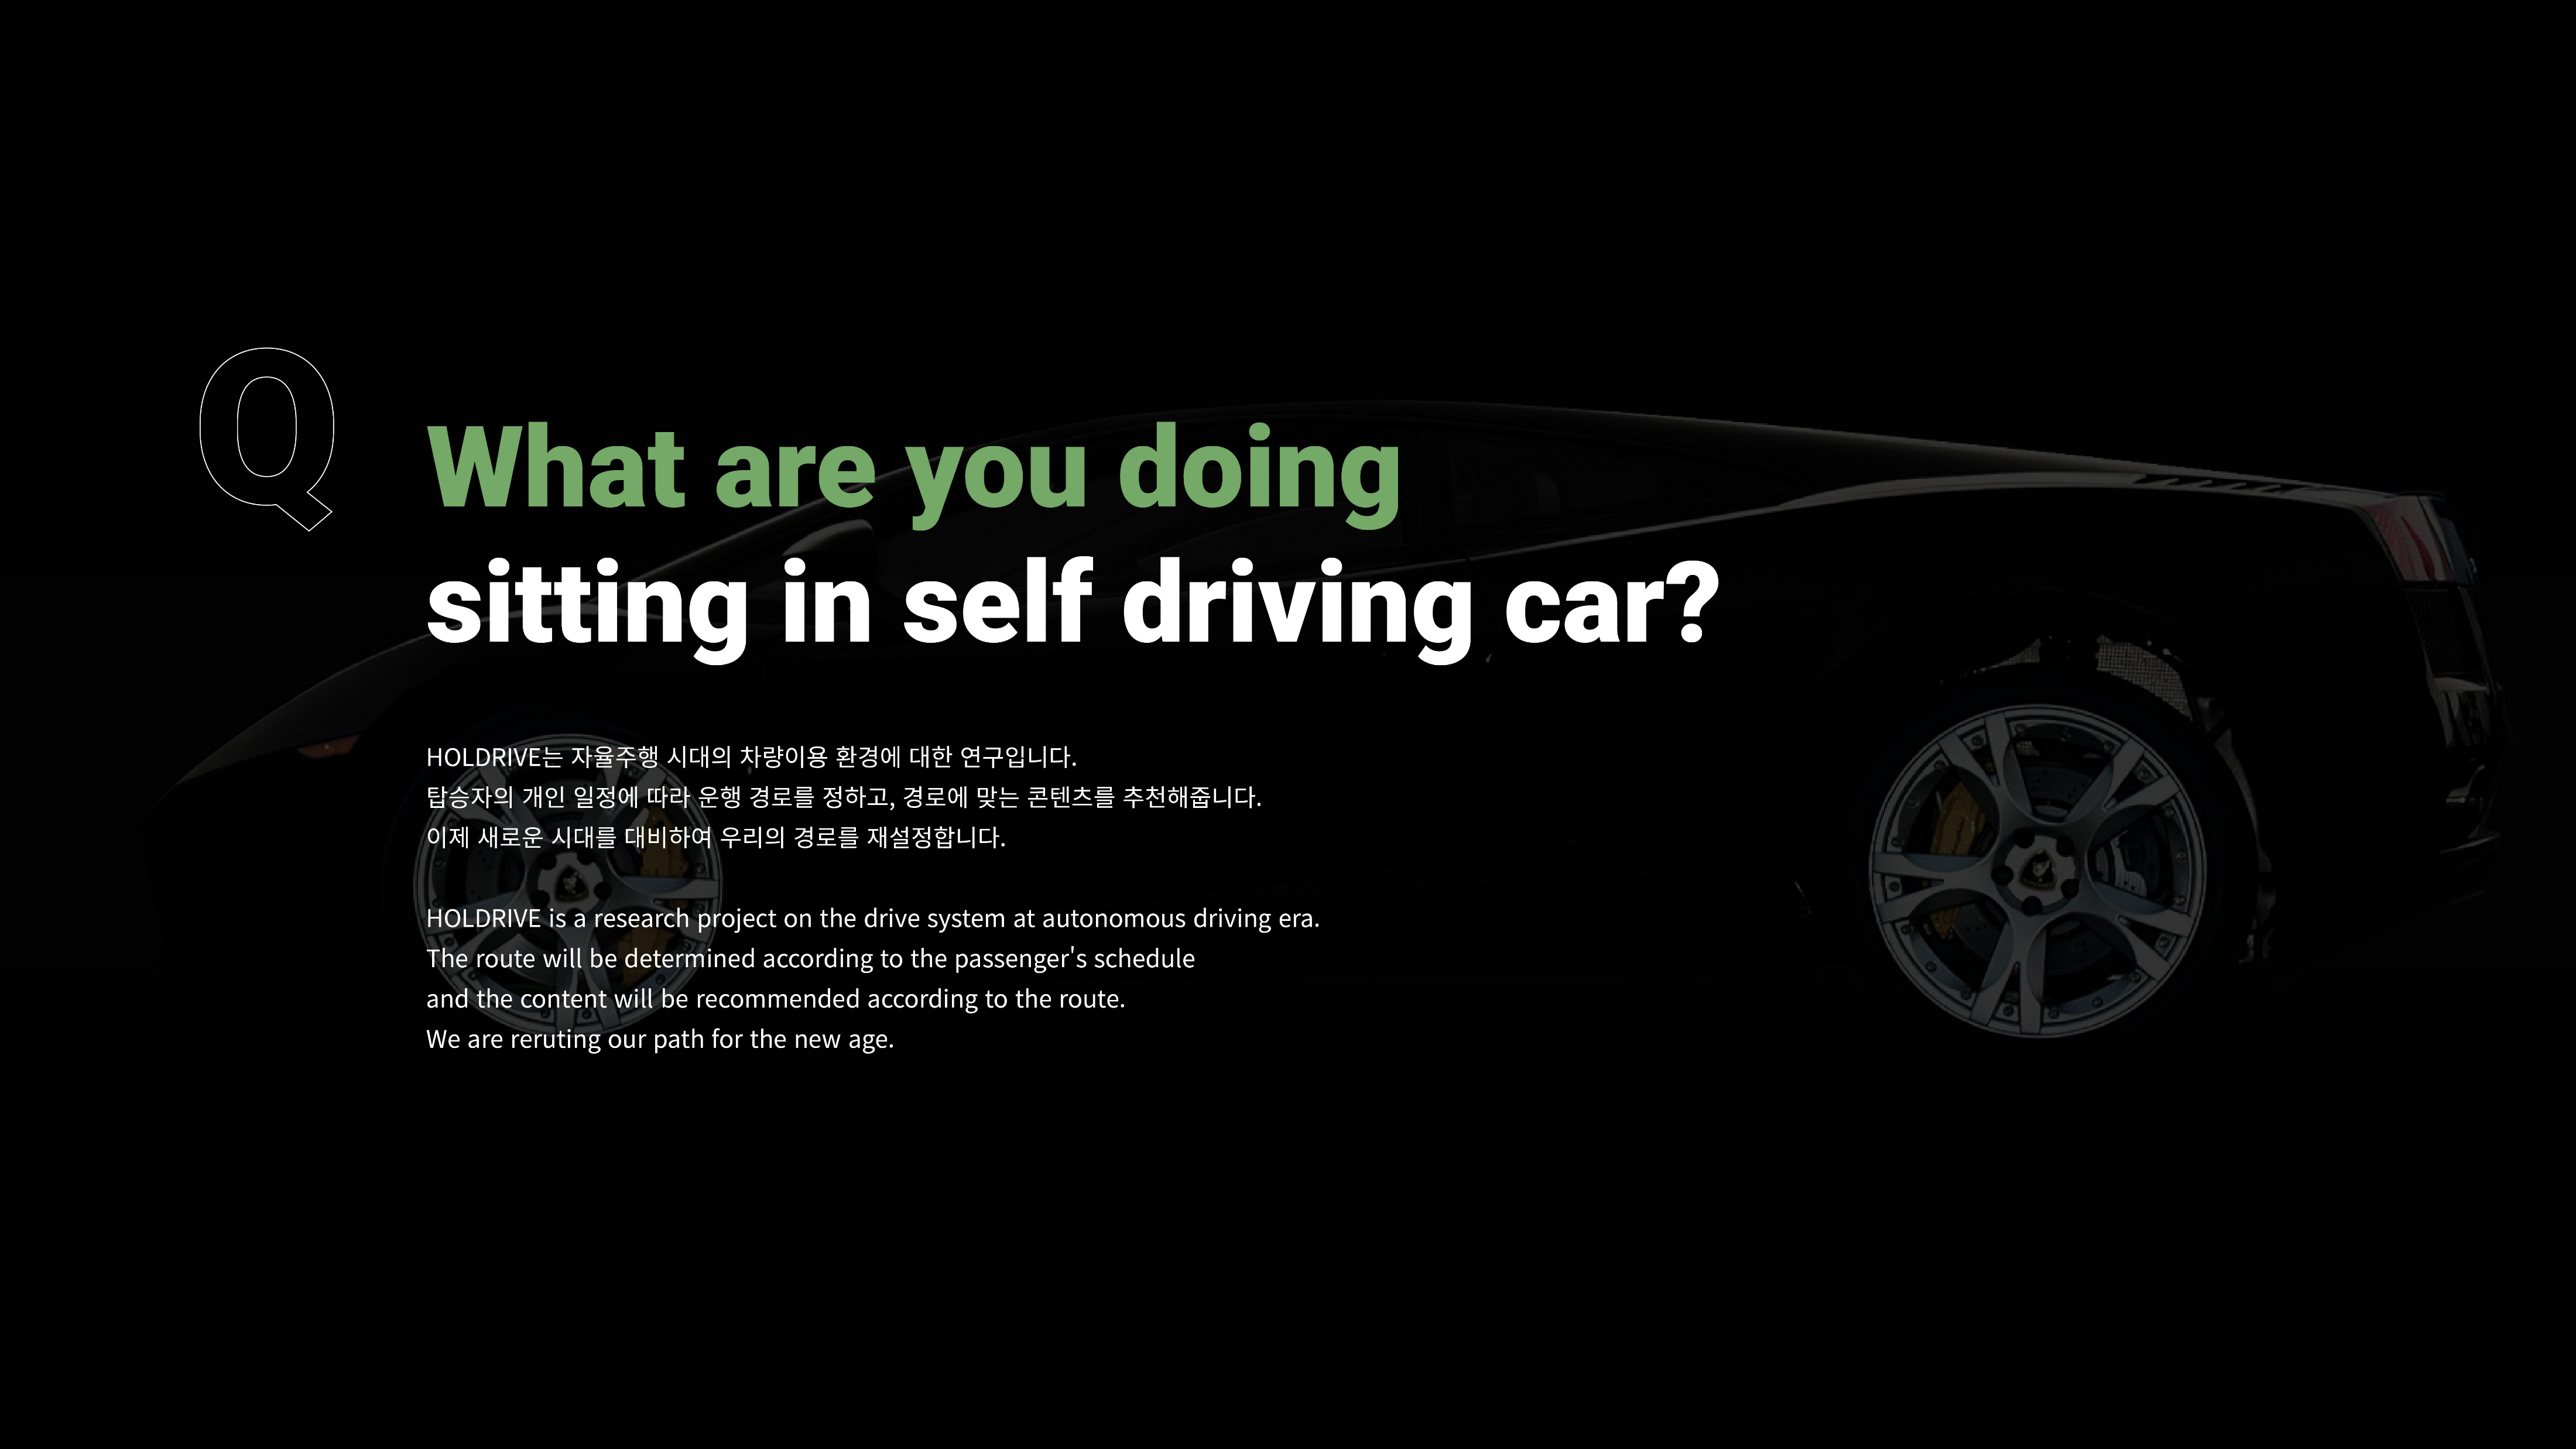 Q
What are you doing
sitting in self driving car?
HOLDRIVE는 자율주행 시대의 차량이용 환경에 대한 연구입니다.
탑승자의 개인 일정에 따라 운행 경로를 정하고, 경로에 맞는 콘텐츠를 추천해줍니다.
이제 새로운 시대를 대비하여 우리의 경로를 재설정합니다.
HOLDRIVE is a research project on the drive system at autonomous driving era.
The route will be determined according to the passenger's schedule
and the content will be recommended according to the route.
We are reruting our path for the new age.